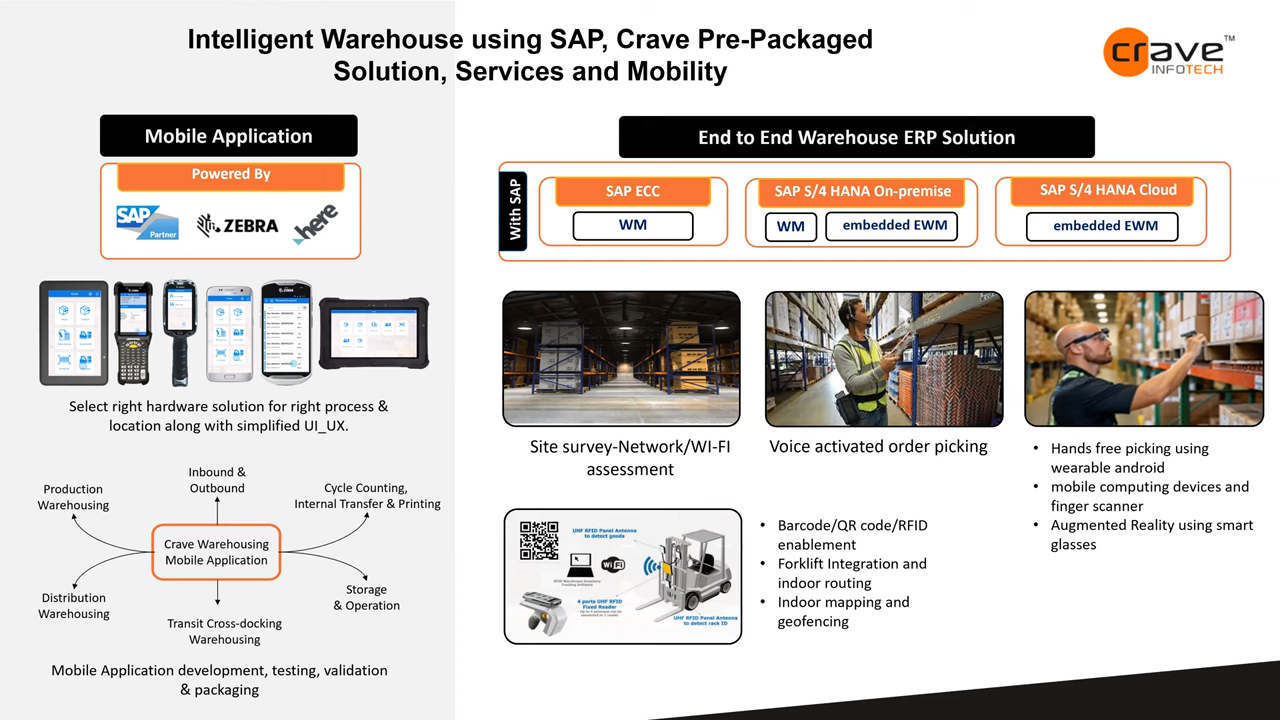 Intelligent Warehouse using SAP, Crave Pre-Packaged
Solution, Services and Mobility
crave™
INFOTECH
Mobile Application
Powered By
SAP
Partner
ZEBRA
here
Select right hardware solution for right process &
location along with simplified UI_UX.
Inbound &
Outbound
Production
Warehousing
Cycle Counting,
Internal Transfer & Printing
Crave Warehousing
Mobile Application
Distribution
Warehousing
Storage
& Operation
Transit Cross-docking
Warehousing
Mobile Application development, testing, validation
& packaging
End to End Warehouse ERP Solution
With SAP
SAP ECC
WM
SAP S/4 HANA On-premise
WM
embedded EWM
SAP S/4 HANA Cloud
embedded EWM
Site survey-Network/WI-FI
assessment
Voice activated order picking
• Hands free picking using
wearable android
• mobile computing devices and
finger scanner
• Augmented Reality using smart
glasses
UHF RFID Panel Antenna
to detect goods
WiFi
RFID Warehouse Inventory
Tracking Software
4 ports UHF RFID
Fixed Reader
UHF RFID Panel Antenna
to detect rack ID
• Barcode/QR code/RFID
enablement
• Forklift Integration and
indoor routing
• Indoor mapping and
geofencing